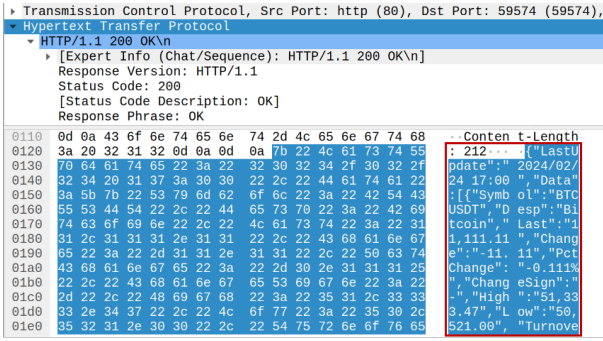 Transmission Control Protocol, Src Port: http (80), Dst Port: 59574 (59574),
Hypertext Transfer Protocol
HTTP/1.1 200 OK\n
[Expert Info (Chat/Sequence): HTTP/1.1 200 OK\n]
Response Version: HTTP/1.1
Status Code: 200
[Status Code Description: OK]
Response Phrase: OK
0110 0d 0a 43 6f 6e 74 65 6e 74 2d 4c 65 6e 67 74 68 ··Conten t-Length
0120 3a 20 32 31 32 0d 0a 0d 0a 7b 22 4c 61 73 74 55 : 212··· ·{"LastU
0130 70 64 61 74 65 22 3a 22 32 30 32 34 2f 30 32 2f pdate":" 2024/02/
0140 32 34 20 31 37 3a 30 30 22 2c 22 44 61 74 61 22 24 17:00 ","Data"
0150 3a 5b 7b 22 53 79 6d 62 6f 6c 22 3a 22 42 54 43 :[{"Symb ol":"BTC
0160 55 53 44 54 22 2c 22 44 65 73 70 22 3a 22 42 69 USDT","D esp":"Bi
0170 74 63 6f 69 6e 22 2c 22 4c 61 73 74 22 3a 22 31 tcoin"," Last":"1
0180 31 2c 31 31 31 2e 31 31 22 2c 22 43 68 61 6e 67 1,111.11 ","Chang
0190 65 22 3a 22 2d 31 31 2e 31 31 22 2c 22 50 63 74 e":"-11. 11","Pct
01a0 43 68 61 6e 67 65 22 3a 22 2d 30 2e 31 31 31 25 Change": "-0.111%
01b0 22 2c 22 43 68 61 6e 67 65 53 69 67 6e 22 3a 22 ","Chang eSign":"
01c0 2d 22 2c 22 48 69 67 68 22 3a 22 35 31 2c 33 33 -","High ":"51,33
01d0 33 2e 34 37 22 2c 22 4c 6f 77 22 3a 22 35 30 2c 3.47","L ow":"50,
01e0 35 32 31 2e 30 30 22 2c 22 54 75 72 6e 6f 76 65 521.00", "Turnove